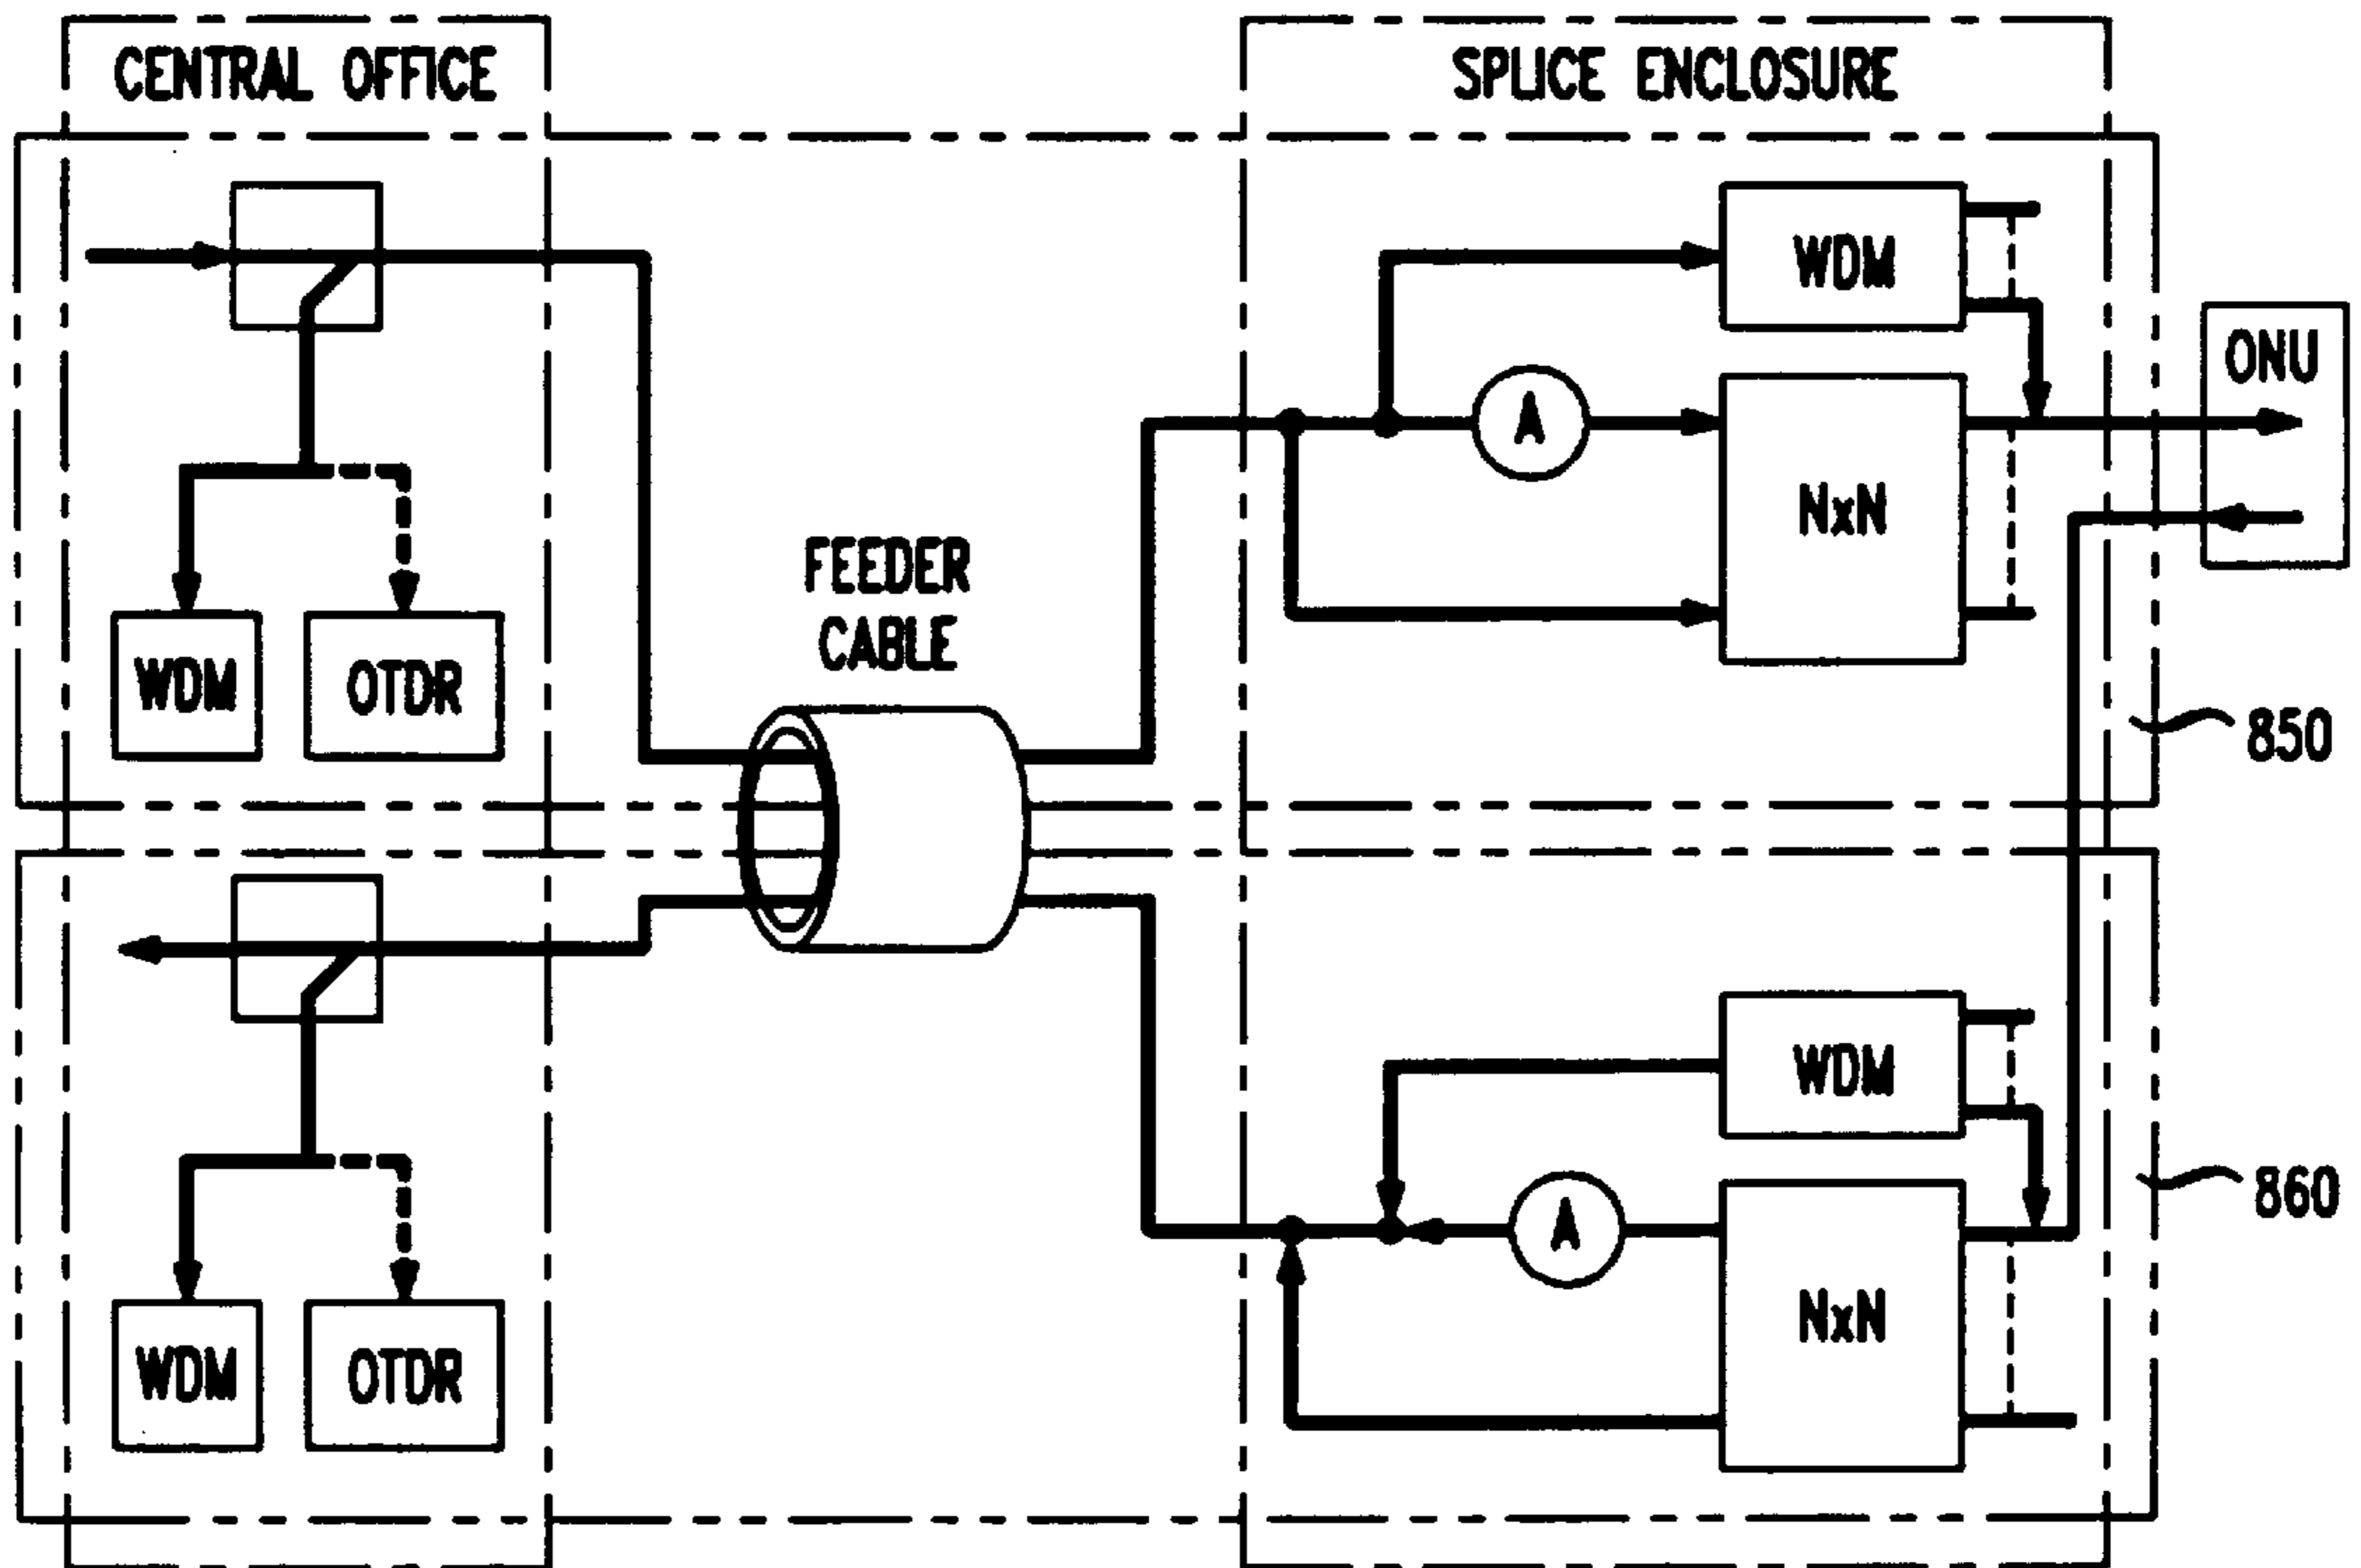 CENTRAL OFFICE
SPLICE ENCLOSURE
WDM
ONU
A
NxN
FEEDER
CABLE
WDM
OTDR
850
WDM
860
A
NxN
WDM
OTDR